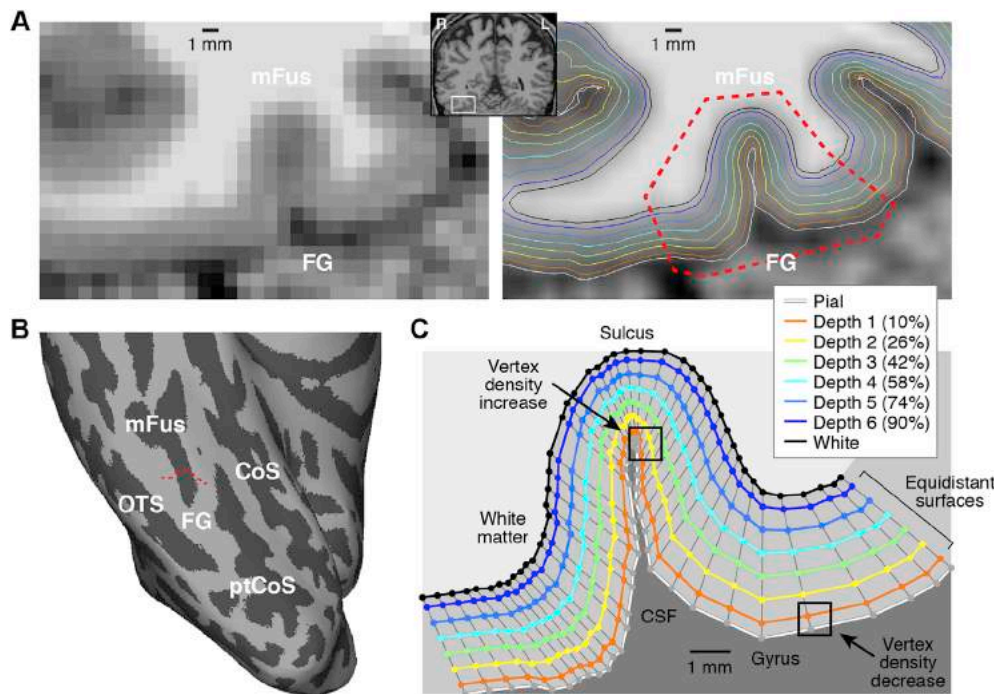 A
1 mm
mFus
FG
R L
1 mm
mFus
FG
B
mFus
CoS
OTS
FG
ptCoS
C
Sulcus
Vertex
density
increase
White
matter
CSF
1 mm
Gyrus
Pial
Depth 1 (10%)
Depth 2 (26%)
Depth 3 (42%)
Depth 4 (58%)
Depth 5 (74%)
Depth 6 (90%)
White
Equidistant
surfaces
Vertex
density
decrease